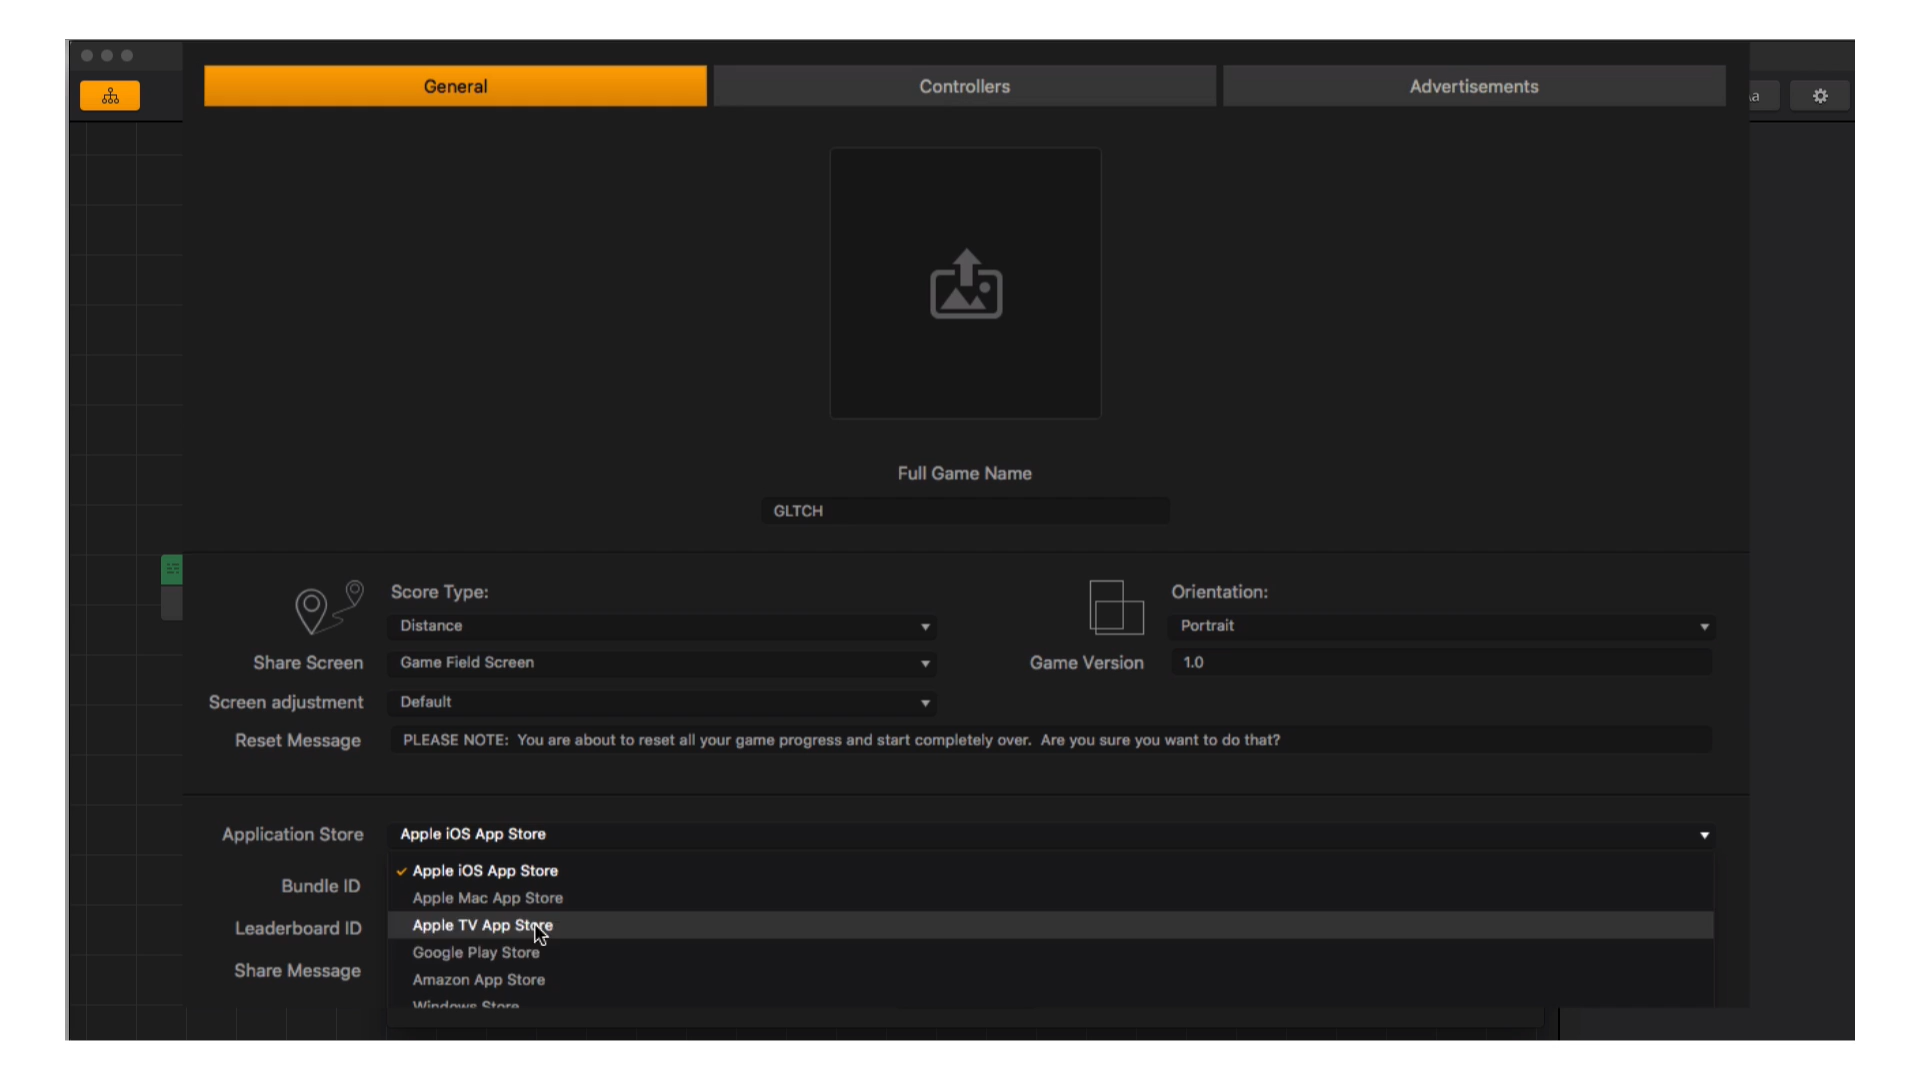 General
Controllers
Advertisements
Full Game Name
GLTCH
Score Type:
Orientation:
Distance
Portrait
Share Screen
Game Field Screen
Game Version
1.0
Screen adjustment
Default
Reset Message
PLEASE NOTE: You are about to reset all your game progress and start completely over. Are you sure you want to do that?
Application Store
Apple iOS App Store
Apple iOS App Store
Bundle ID
Apple Mac App Store
Leaderboard ID
Apple TV App Store
Google Play Store
Share Message
Amazon App Store
Windows Store